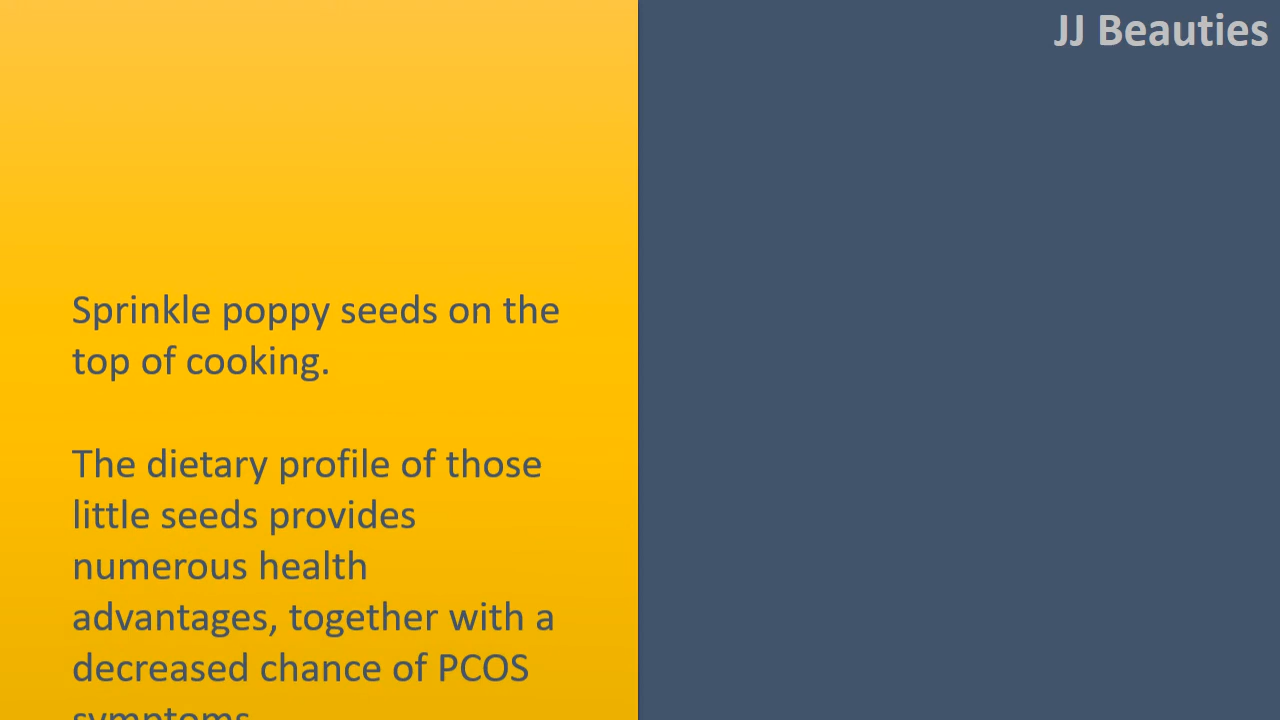 JJ Beauties
Sprinkle poppy seeds on the
top of cooking.
The dietary profile of those
little seeds provides
numerous health
advantages, together with a
decreased chance of PCOS
symptoms